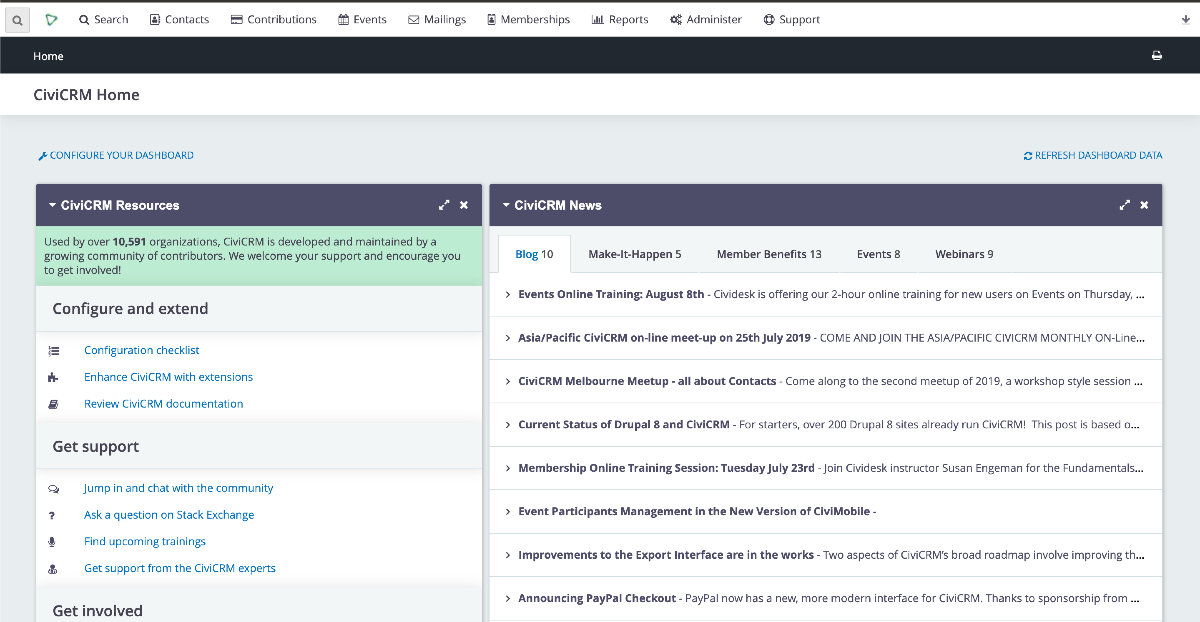 Search Contacts Contributions Events Mailings Memberships Reports Administer Support
Home
CiviCRM Home
CONFIGURE YOUR DASHBOARD
REFRESH DASHBOARD DATA
CiviCRM Resources
Used by over 10,591 organizations, CiviCRM is developed and maintained by a
growing community of contributors. We welcome your support and encourage you
to get involved!
Configure and extend
Configuration checklist
Enhance CiviCRM with extensions
Review CiviCRM documentation
Get support
Jump in and chat with the community
Ask a question on Stack Exchange
Find upcoming trainings
Get support from the CiviCRM experts
Get involved
CiviCRM News
Blog 10 Make-It-Happen 5 Member Benefits 13 Events 8 Webinars 9
Events Online Training: August 8th - Cividesk is offering our 2-hour online training for new users on Events on Thursday, ...
Asia/Pacific CiviCRM on-line meet-up on 25th July 2019 - COME AND JOIN THE ASIA/PACIFIC CIVICRM MONTHLY ON-Line...
CiviCRM Melbourne Meetup - all about Contacts - Come along to the second meetup of 2019, a workshop style session ...
Current Status of Drupal 8 and CiviCRM - For starters, over 200 Drupal 8 sites already run CiviCRM! This post is based o...
Membership Online Training Session: Tuesday July 23rd - Join Cividesk instructor Susan Engeman for the Fundamentals...
Event Participants Management in the New Version of CiviMobile -
Improvements to the Export Interface are in the works - Two aspects of CiviCRM's broad roadmap involve improving th...
Announcing PayPal Checkout - PayPal now has a new, more modern interface for CiviCRM. Thanks to sponsorship from ...